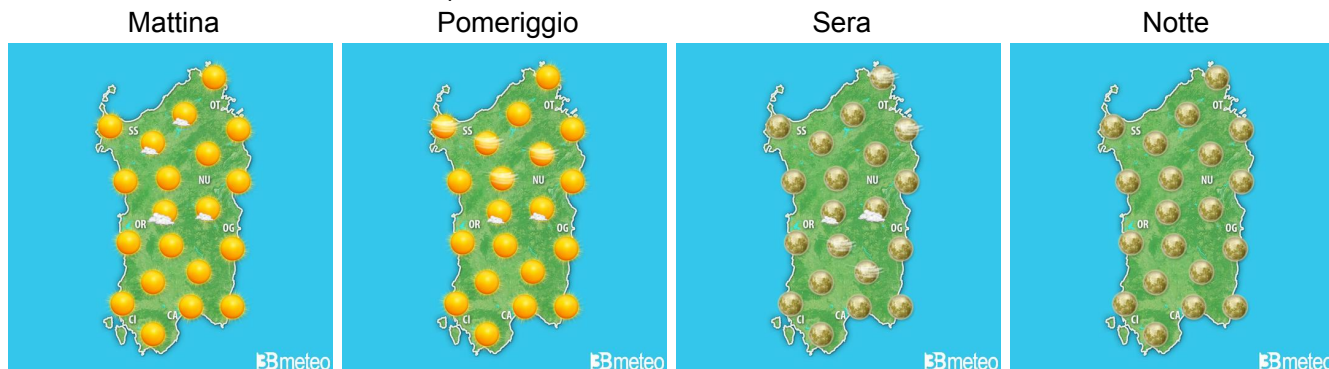 Mattina
Pomeriggio
Sera
Notte
OT
SS
NU
OR
OG
CI
CA
3Bmeteo
OT
SS
NU
OR
OG
CI
CA
3Bmeteo
OT
SS
NU
OR
OG
CI
CA
3Bmeteo
OT
SS
NU
OR
OG
CI
CA
3Bmeteo